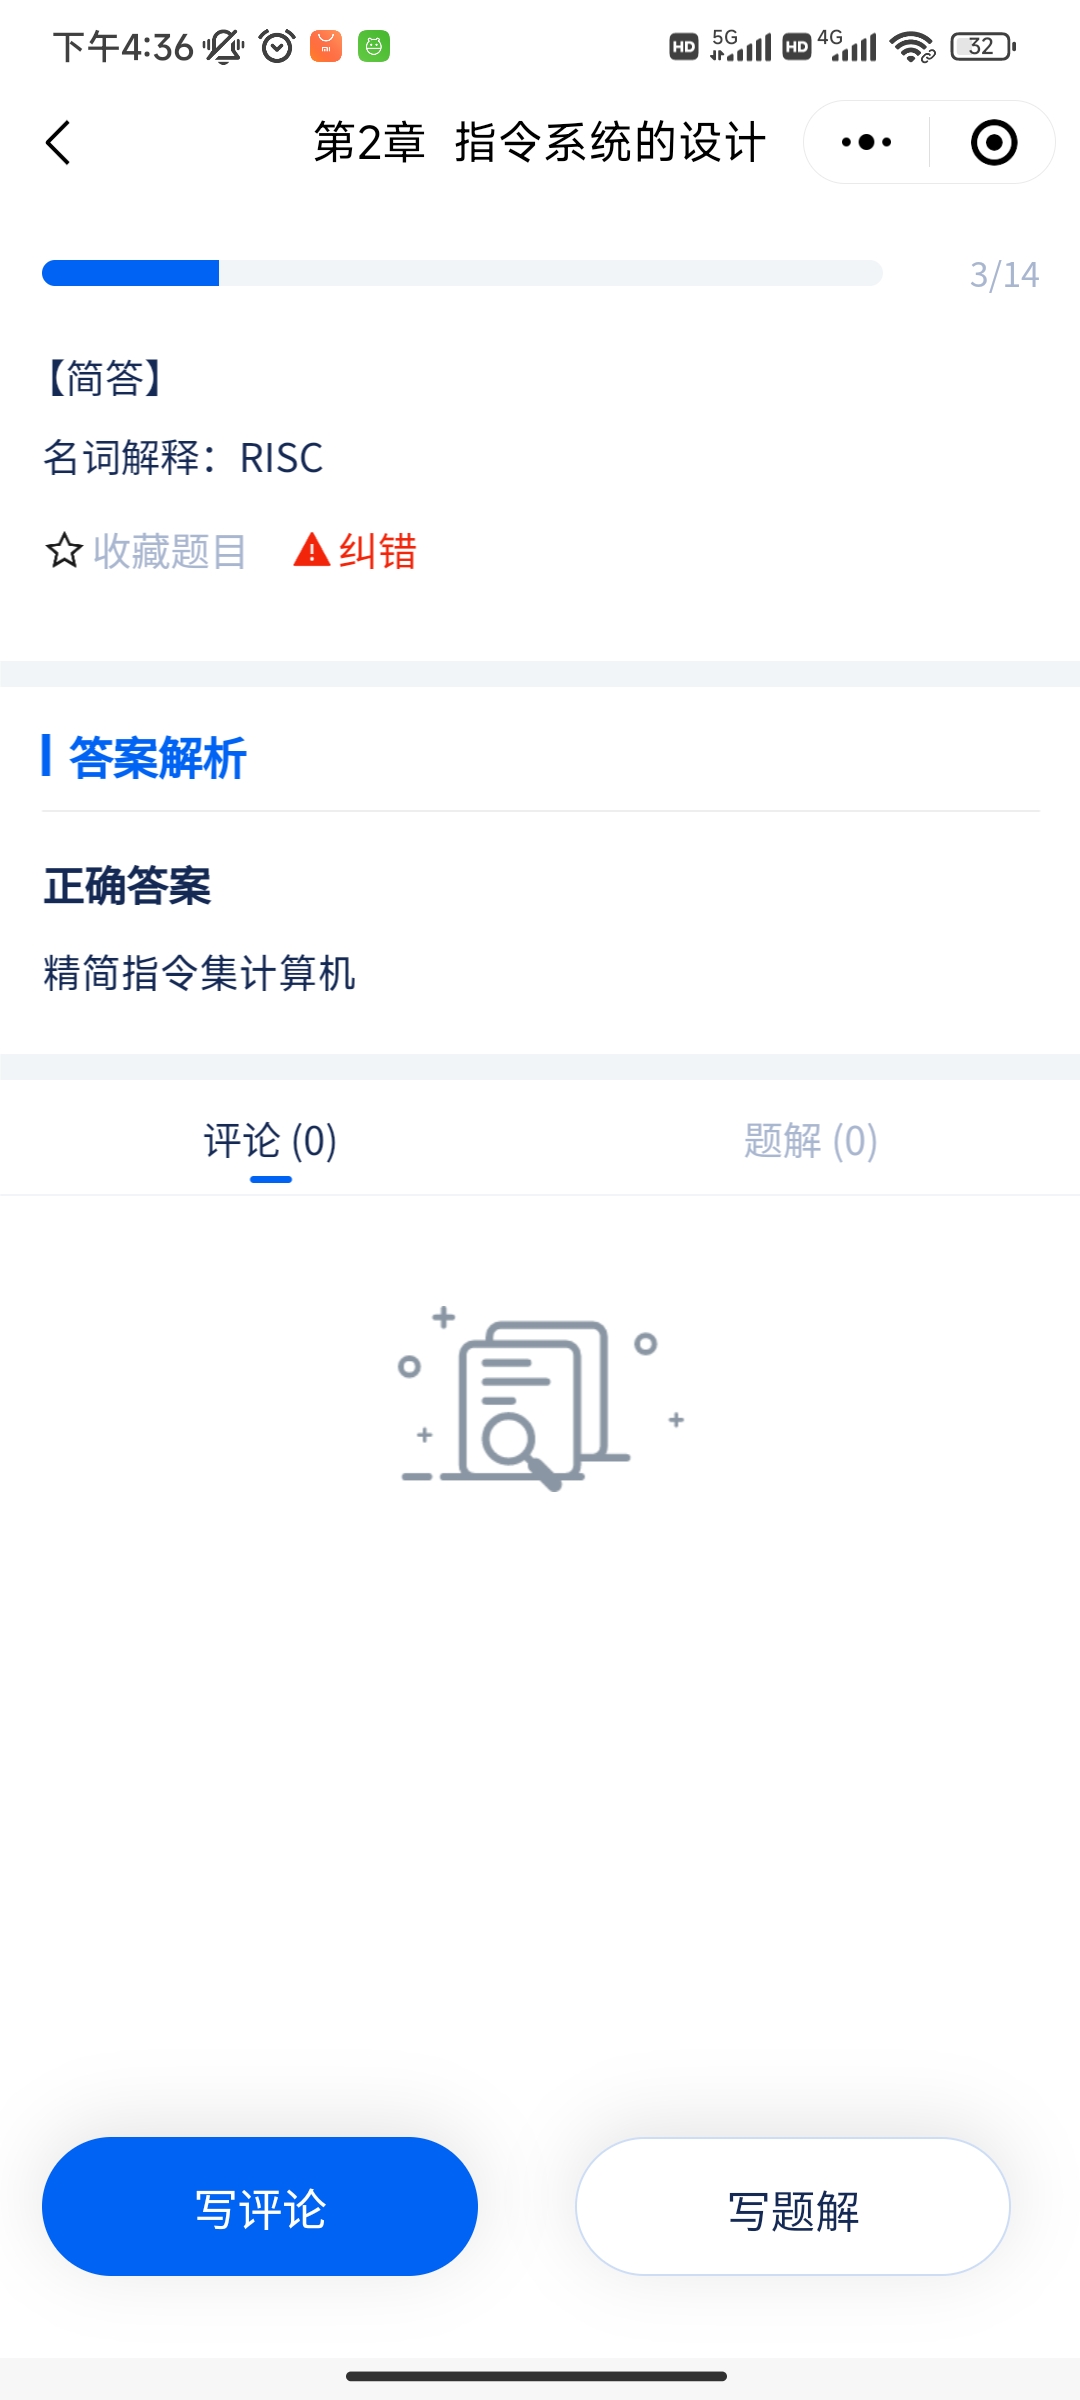 下午4:36 HD 5G HD 4G 32
第2章 指令系统的设计
3/14
【简答】
名词解释：RISC
收藏题目 纠错
答案解析
正确答案
精简指令集计算机
评论 (0) 题解 (0)
写评论 写题解